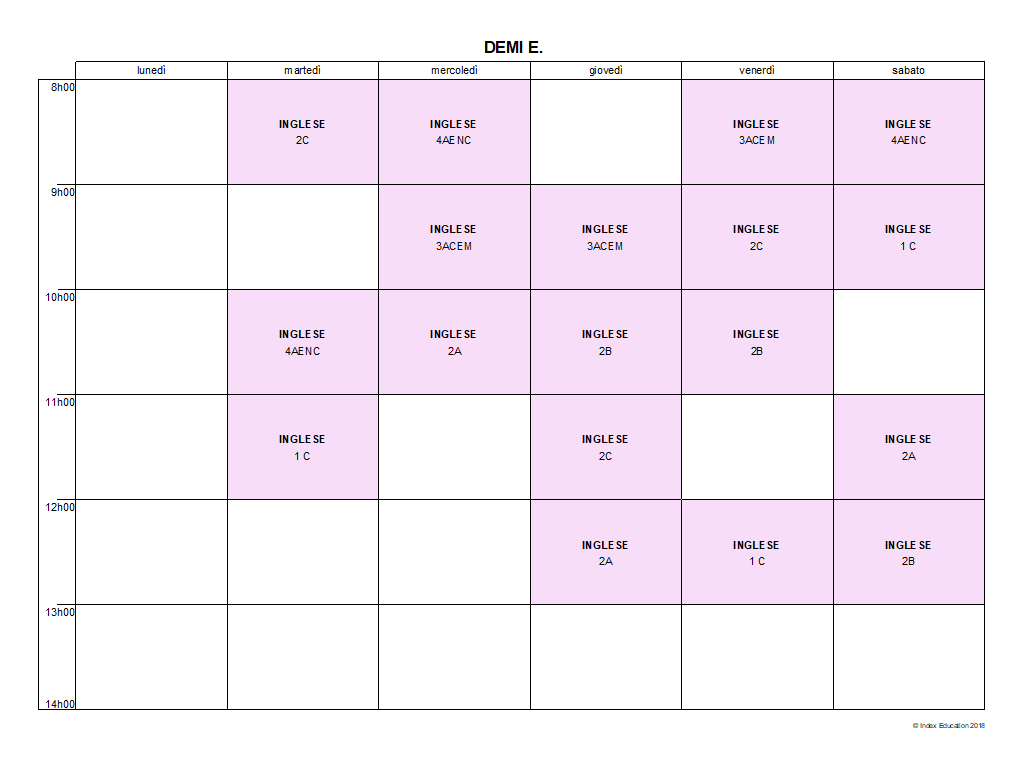 DEMI E.
lunedì martedì mercoledì giovedì venerdì sabato
8h00
INGLESE INGLESE INGLESE INGLESE
2C 4AENC 3ACEM 4AENC
9h00
INGLESE INGLESE INGLESE INGLESE
3ACEM 3ACEM 2C 1 C
10h00
INGLESE INGLESE INGLESE INGLESE
4AENC 2A 2B 2B
11h00
INGLESE INGLESE INGLESE
1 C 2C 2A
12h00
INGLESE INGLESE INGLESE
2A 1 C 2B
13h00
14h00
© Index Education 2018